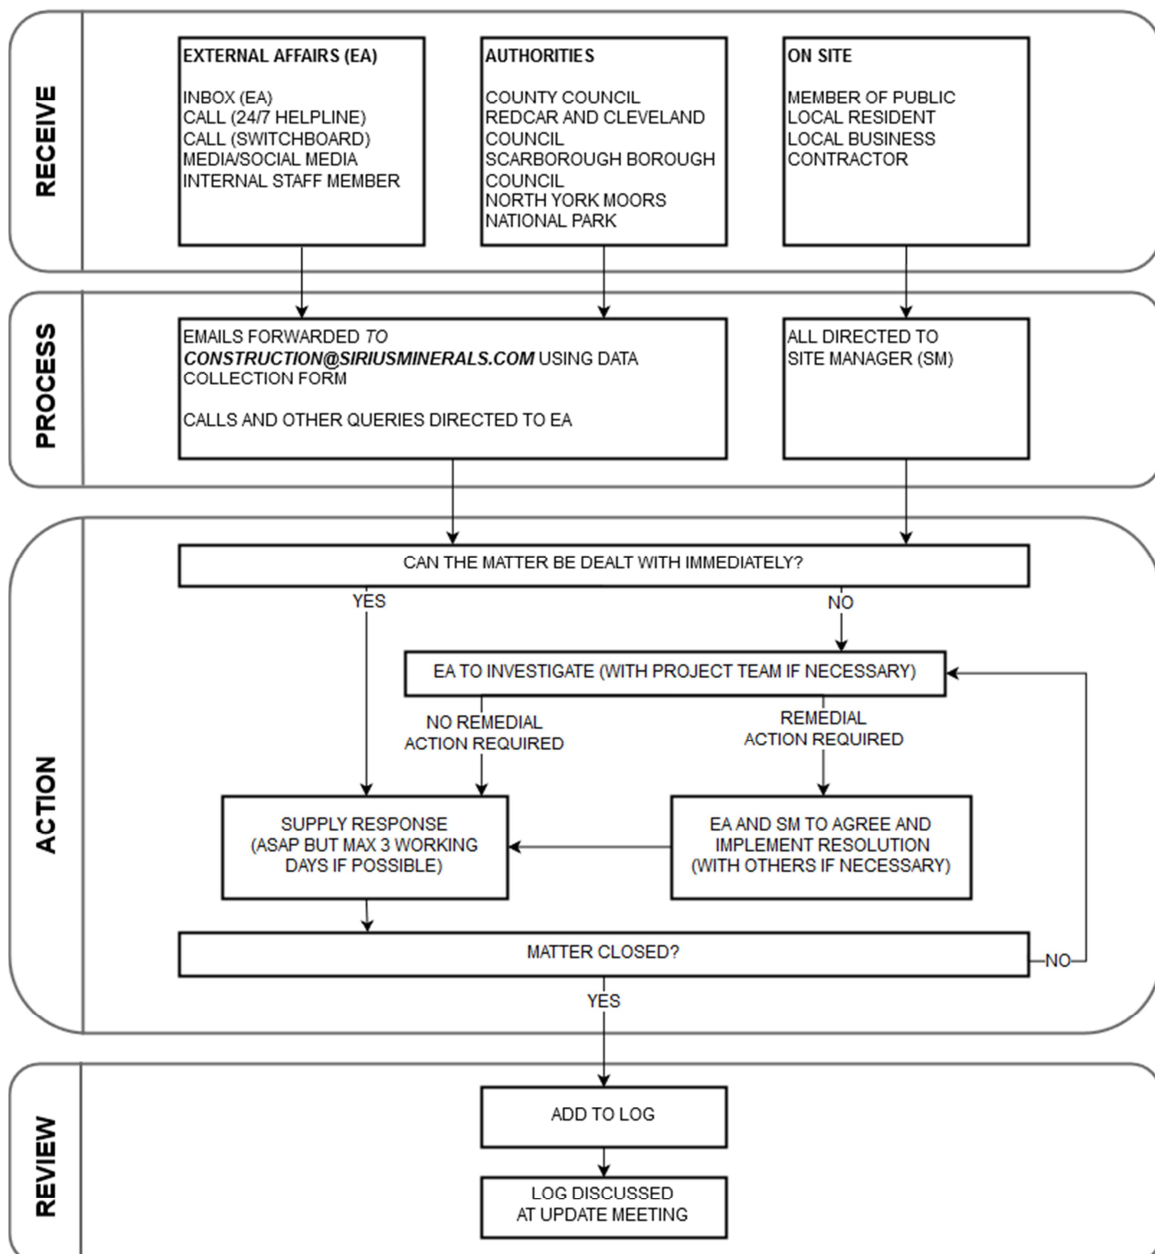 RECEIVE
EXTERNAL AFFAIRS (EA)
INBOX (EA)
CALL (24/7 HELPLINE)
CALL (SWITCHBOARD)
MEDIA/SOCIAL MEDIA
INTERNAL STAFF MEMBER
AUTHORITIES
COUNTY COUNCIL
REDCAR AND CLEVELAND
COUNCIL
SCARBOROUGH BOROUGH
COUNCIL
NORTH YORK MOORS
NATIONAL PARK
ON SITE
MEMBER OF PUBLIC
LOCAL RESIDENT
LOCAL BUSINESS
CONTRACTOR
PROCESS
EMAILS FORWARDED TO
CONSTRUCTION@SIRIUSMINERALS.COM USING DATA
COLLECTION FORM
CALLS AND OTHER QUERIES DIRECTED TO EA
ALL DIRECTED TO
SITE MANAGER (SM)
ACTION
CAN THE MATTER BE DEALT WITH IMMEDIATELY?
YES
NO
EA TO INVESTIGATE (WITH PROJECT TEAM IF NECESSARY)
NO REMEDIAL
ACTION REQUIRED
REMEDIAL
ACTION REQUIRED
SUPPLY RESPONSE
(ASAP BUT MAX 3 WORKING
DAYS IF POSSIBLE)
EA AND SM TO AGREE AND
IMPLEMENT RESOLUTION
(WITH OTHERS IF NECESSARY)
MATTER CLOSED?
NO
YES
REVIEW
ADD TO LOG
LOG DISCUSSED
AT UPDATE MEETING